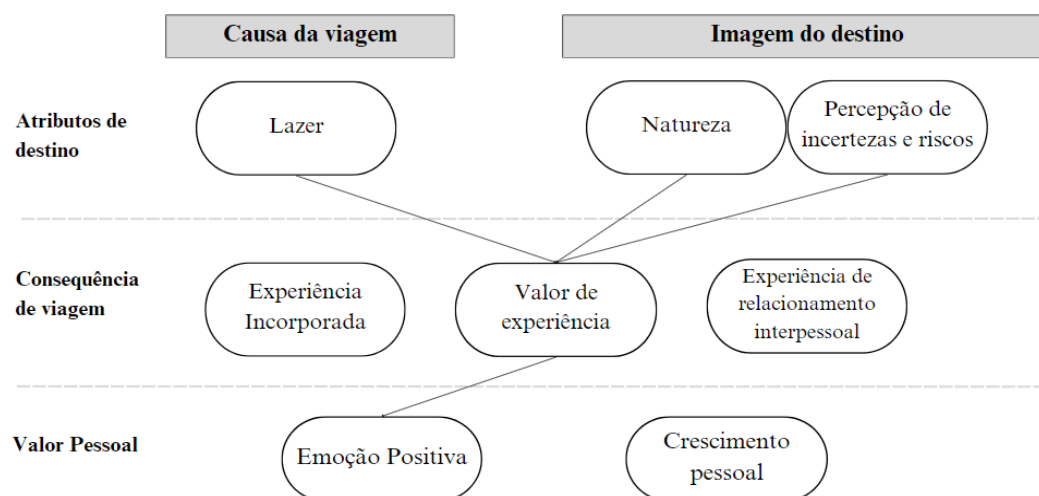 Causa da viagem
Imagem do destino
Atributos de
destino
Lazer
Natureza
Percepção de
incertezas e riscos
Consequência
de viagem
Experiência
Incorporada
Valor de
experiência
Experiência de
relacionamento
interpessoal
Valor Pessoal
Emoção Positiva
Crescimento
pessoal